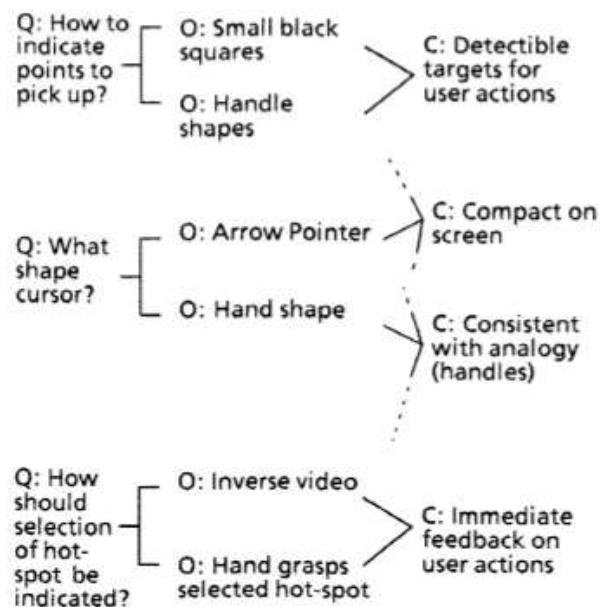 Q: How to
indicate
points to
pick up?
O: Small black
squares
O: Handle
shapes
C: Detectible
targets for
user actions
Q: What
shape
cursor?
O: Arrow Pointer
O: Hand shape
C: Compact on
screen
C: Consistent
with analogy
(handles)
Q: How
should
selection
of hot-
spot be
indicated?
O: Inverse video
O: Hand grasps
selected hot-spot
C: Immediate
feedback on
user actions